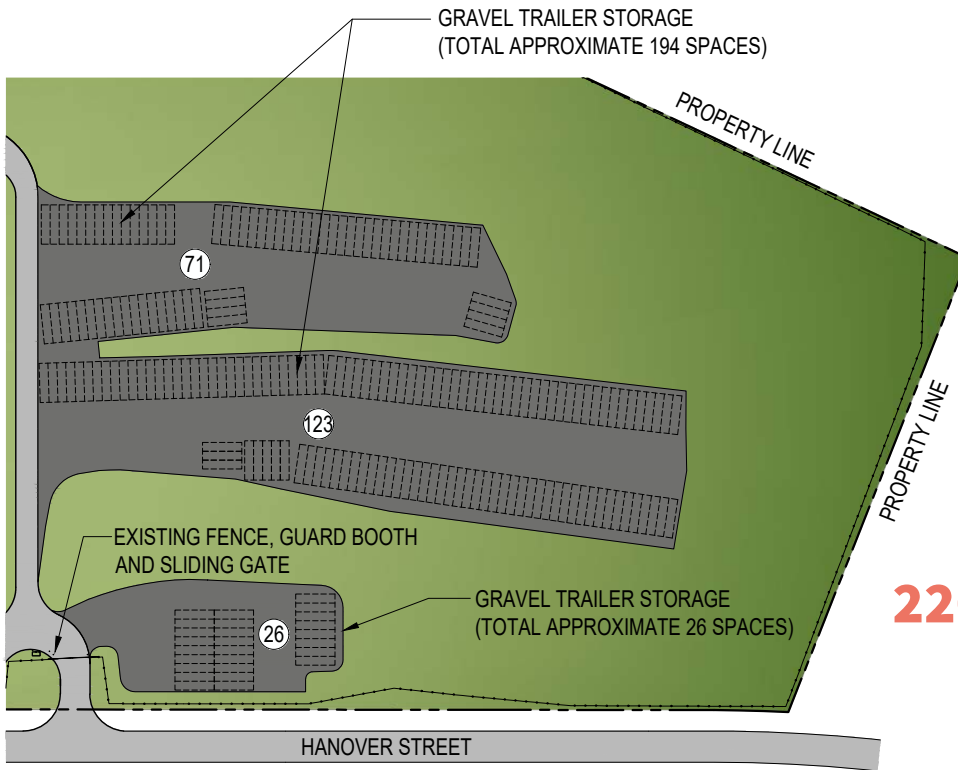 GRAVEL TRAILER STORAGE
(TOTAL APPROXIMATE 194 SPACES)
PROPERTY LINE
71
PROPERTY LINE
123
EXISTING FENCE, GUARD BOOTH
AND SLIDING GATE
GRAVEL TRAILER STORAGE
(TOTAL APPROXIMATE 26 SPACES)
26
22
HANOVER STREET